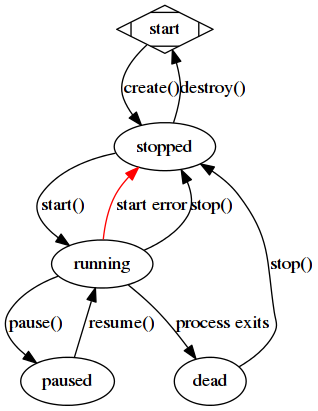 start
create()
destroy()
stopped
start()
start error
stop()
running
stop()
pause()
resume()
process exits
paused
dead